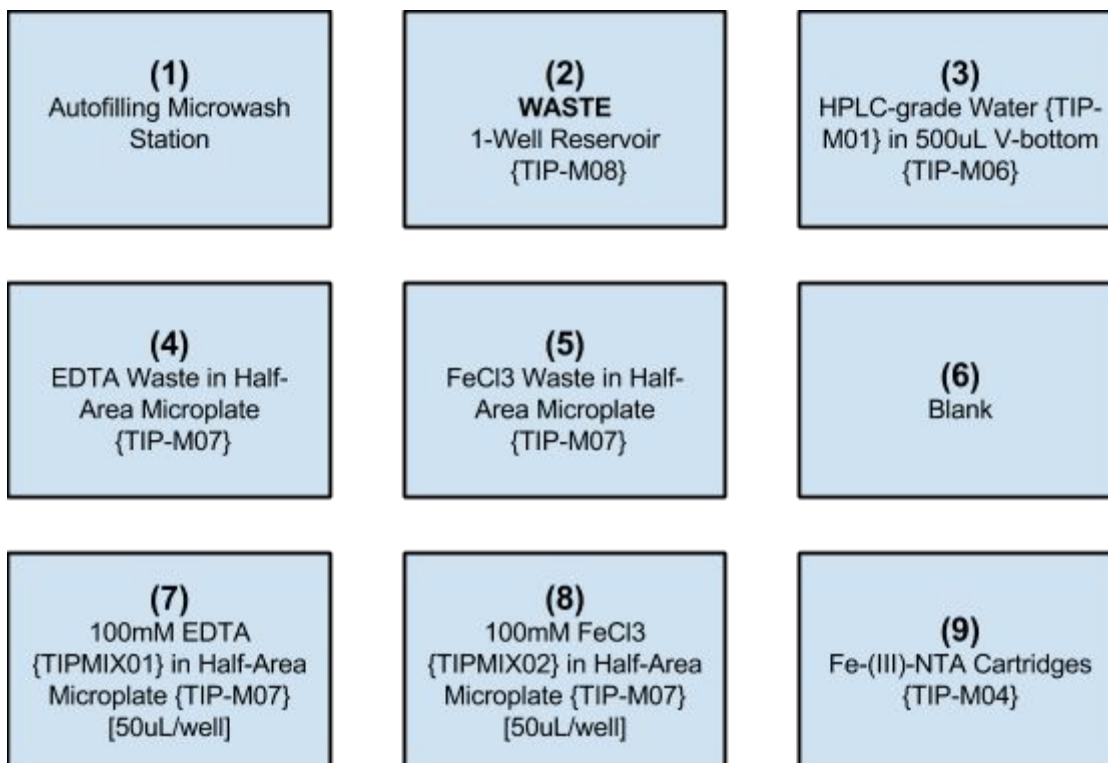 (1)
Autofilling Microwash
Station
(2)
WASTE
1-Well Reservoir
{TIP-M08}
(3)
HPLC-grade Water {TIP-
M01} in 500uL V-bottom
{TIP-M06}
(4)
EDTA Waste in Half-
Area Microplate
{TIP-M07}
(5)
FeCl3 Waste in Half-
Area Microplate
{TIP-M07}
(6)
Blank
(7)
100mM EDTA
{TIPMIX01} in Half-Area
Microplate {TIP-M07}
[50uL/well]
(8)
100mM FeCl3
{TIPMIX02} in Half-Area
Microplate {TIP-M07}
[50uL/well]
(9)
Fe-(III)-NTA Cartridges
{TIP-M04}